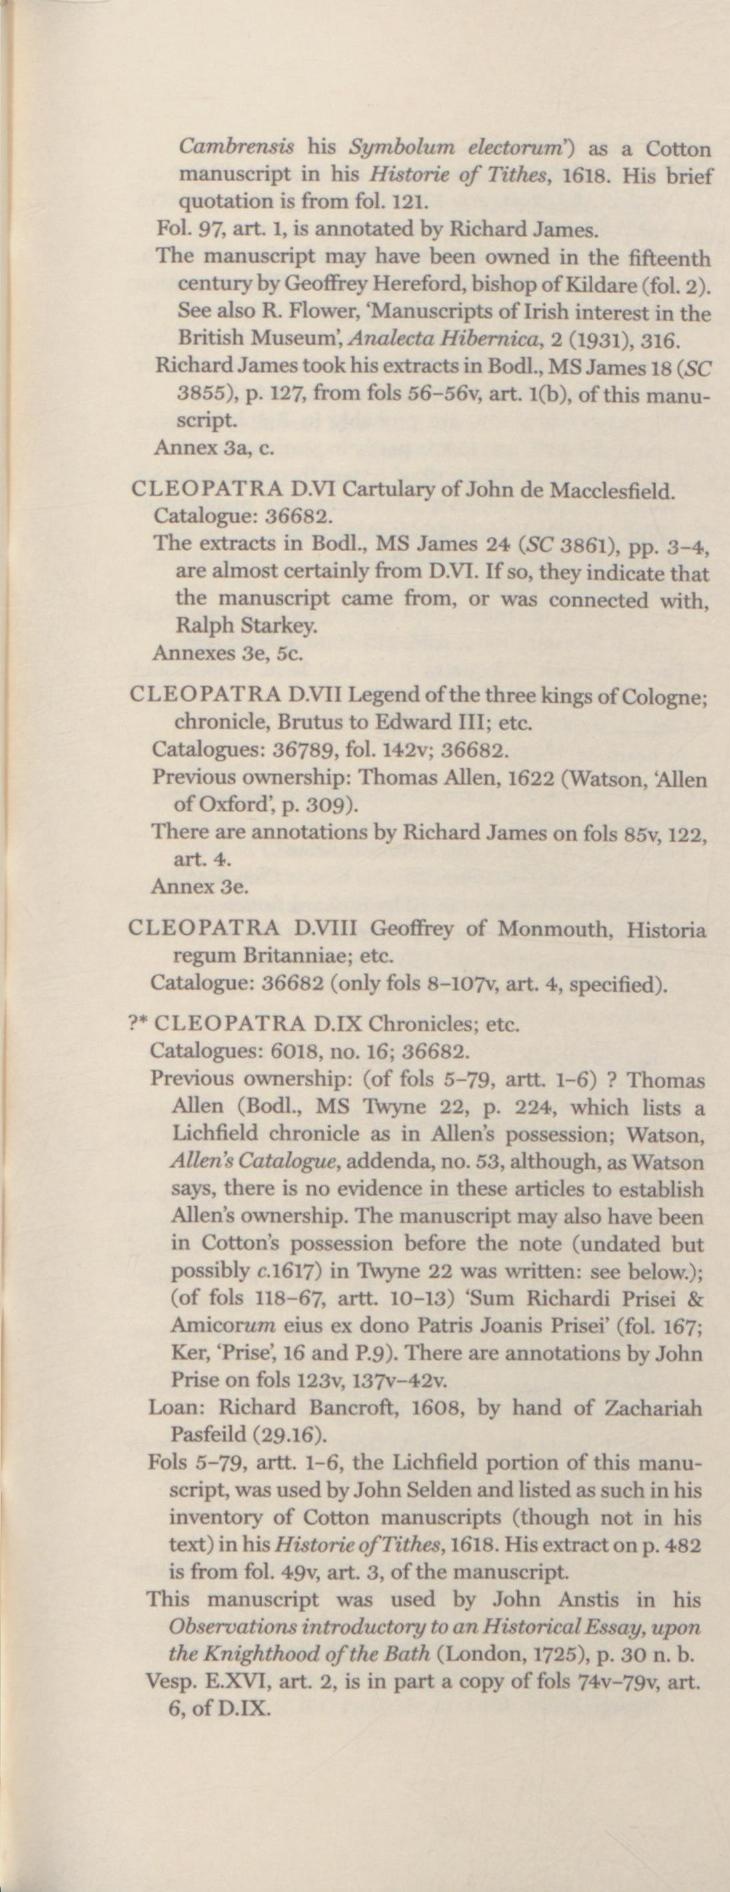 Cambrensis his Symbolum electorum’) as a Cotton
manuscript in his Historie of Tithes, 1618. His brief
quotation is from fol. 121.
Fol. 97, art. 1, is annotated by Richard James.
The manuscript may have been owned in the fifteenth
century by Geoffrey Hereford, bishop of Kildare (fol. 2).
See also R. Flower, ‘Manuscripts of Irish interest in the
British Museum’, Analecta Hibernica, 2 (1931), 316.
Richard James took his extracts in Bodl., MS James 18 (SC
3855), p. 127, from fols 56–56v, art. 1(b), of this manu-
script.
Annex 3a, c.
CLEOPATRA D.VI Cartulary of John de Macclesfield.
Catalogue: 36682.
The extracts in Bodl., MS James 24 (SC 3861), pp. 3–4,
are almost certainly from D.VI. If so, they indicate that
the manuscript came from, or was connected with,
Ralph Starkey.
Annexes 3e, 5c.
CLEOPATRA D.VII Legend of the three kings of Cologne;
chronicle, Brutus to Edward III; etc.
Catalogues: 36789, fol. 142v; 36682.
Previous ownership: Thomas Allen, 1622 (Watson, ‘Allen
of Oxford’, p. 309).
There are annotations by Richard James on fols 85v, 122,
art. 4.
Annex 3e.
CLEOPATRA D.VIII Geoffrey of Monmouth, Historia
regum Britanniae; etc.
Catalogue: 36682 (only fols 8–107v, art. 4, specified).
?* CLEOPATRA D.IX Chronicles; etc.
Catalogues: 6018, no. 16; 36682.
Previous ownership: (of fols 5–79, artt. 1–6) ? Thomas
Allen (Bodl., MS Twyne 22, p. 224, which lists a
Lichfield chronicle as in Allen’s possession; Watson,
Allen’s Catalogue, addenda, no. 53, although, as Watson
says, there is no evidence in these articles to establish
Allen’s ownership. The manuscript may also have been
in Cotton’s possession before the note (undated but
possibly c.1617) in Twyne 22 was written: see below.);
(of fols 118–67, artt. 10–13) ‘Sum Richardi Prisei &
Amicorum eius ex dono Patris Joanis Prisei’ (fol. 167;
Ker, ‘Prise’, 16 and P.9). There are annotations by John
Prise on fols 123v, 137v–42v.
Loan: Richard Bancroft, 1608, by hand of Zachariah
Pasfeild (29.16).
Fols 5–79, artt. 1–6, the Lichfield portion of this manu-
script, was used by John Selden and listed as such in his
inventory of Cotton manuscripts (though not in his
text) in his Historie of Tithes, 1618. His extract on p. 482
is from fol. 49v, art. 3, of the manuscript.
This manuscript was used by John Anstis in his
Observations introductory to an Historical Essay, upon
the Knighthood of the Bath (London, 1725), p. 30 n. b.
Vesp. E.XVI, art. 2, is in part a copy of fols 74v–79v, art.
6, of D.IX.